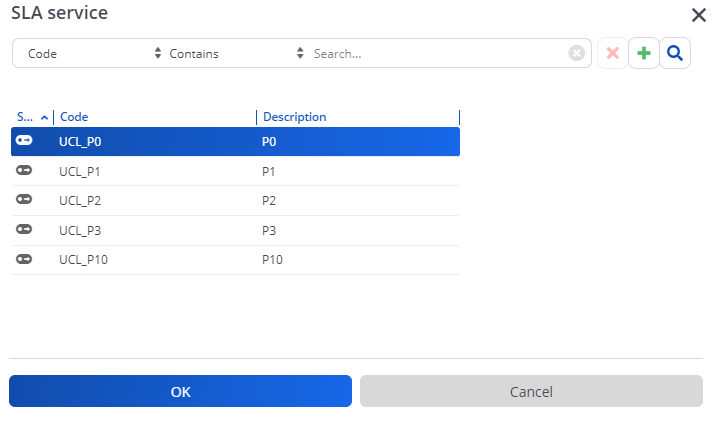 SLA service
Code Contains Search...
S... Code Description
UCL_P0 P0
UCL_P1 P1
UCL_P2 P2
UCL_P3 P3
UCL_P10 P10
OK Cancel